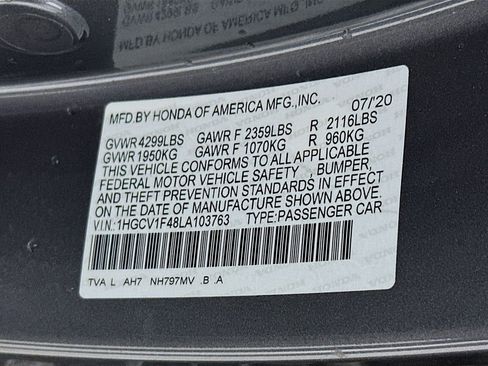 MFD.BY HONDA OF AMERICA MFG.,INC. 07/20
GVWR 4299LBS GAWR F 2359LBS R 2116LBS
GVWR 1950KG GAWR F 1070KG R 960KG
THIS VEHICLE CONFORMS TO ALL APPLICABLE
FEDERAL MOTOR VEHICLE SAFETY , BUMPER,
AND THEFT PREVENTION STANDARDS IN EFFECT
ON THE DATE OF MANUFACTURE SHOWN ABOVE.
V.I.N.:1HGCV1F48LA103763 TYPE:PASSENGER CAR
TVA L AH7 NH797MV .B .A